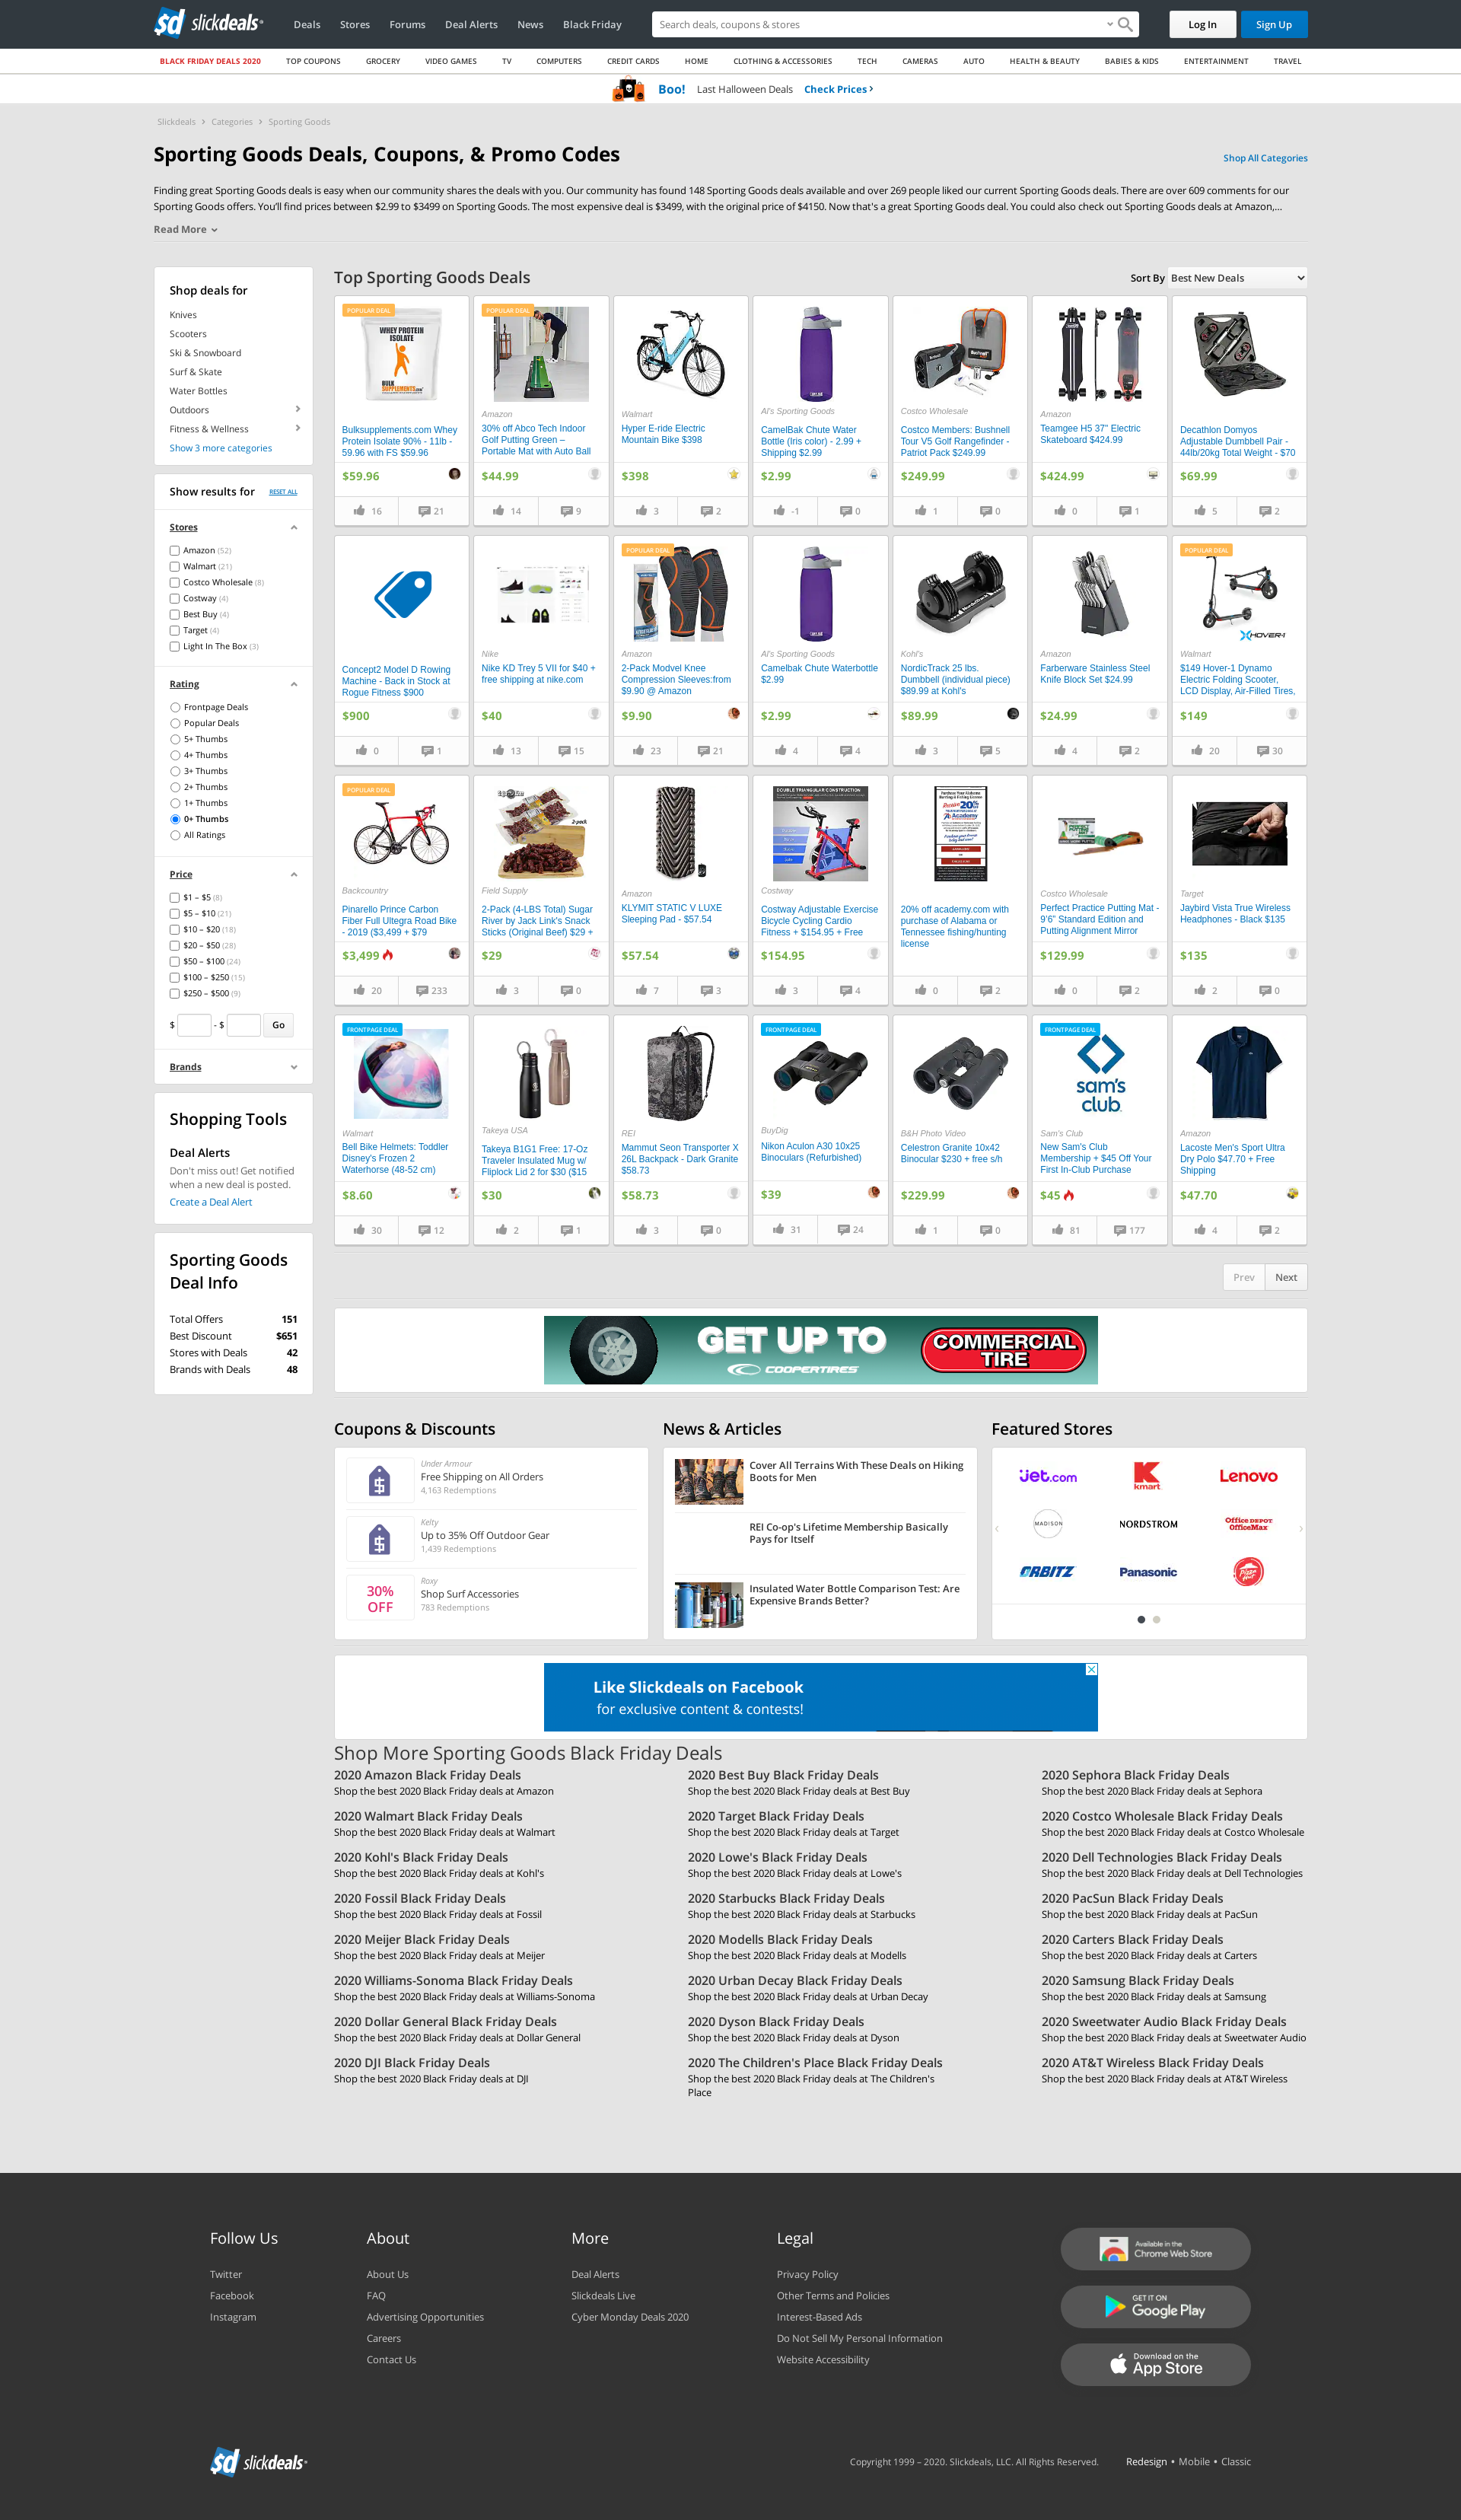 sd slickdeals
Deals Stores Forums Deal Alerts News Black Friday
Search deals, coupons & stores
Log In Sign Up
BLACK FRIDAY DEALS 2020 TOP COUPONS GROCERY VIDEO GAMES TV COMPUTERS CREDIT CARDS HOME CLOTHING & ACCESSORIES TECH CAMERAS AUTO HEALTH & BEAUTY BABIES & KIDS ENTERTAINMENT TRAVEL
Boo! Last Halloween Deals Check Prices >
Slickdeals > Categories > Sporting Goods
Sporting Goods Deals, Coupons, & Promo Codes
Shop All Categories
Finding great Sporting Goods deals is easy when our community shares the deals with you. Our community has found 148 Sporting Goods deals available and over 269 people liked our current Sporting Goods deals. There are over 609 comments for our
Sporting Goods offers. You'll find prices between $2.99 to $3499 on Sporting Goods. The most expensive deal is $3499, with the original price of $4150. Now that's a great Sporting Goods deal. You could also check out Sporting Goods deals at Amazon,...
Read More
Shop deals for
Knives
Scooters
Ski & Snowboard
Surf & Skate
Water Bottles
Outdoors
Fitness & Wellness
Show 3 more categories
Show results for RESET ALL
Stores
Amazon (52)
Walmart (21)
Costco Wholesale (8)
Costway (4)
Best Buy (4)
Target (4)
Light In The Box (3)
Rating
Frontpage Deals
Popular Deals
5+ Thumbs
4+ Thumbs
3+ Thumbs
2+ Thumbs
1+ Thumbs
0+ Thumbs
All Ratings
Price
$1 – $5 (8)
$5 – $10 (21)
$10 – $20 (18)
$20 – $50 (28)
$50 – $100 (24)
$100 – $250 (15)
$250 – $500 (9)
$ - $ Go
Brands
Shopping Tools
Deal Alerts
Don't miss out! Get notified
when a new deal is posted.
Create a Deal Alert
Sporting Goods
Deal Info
Total Offers 151
Best Discount $651
Stores with Deals 42
Brands with Deals 48
Top Sporting Goods Deals
Sort By Best New Deals
POPULAR DEAL
WHEY PROTEIN
ISOLATE
BULK
SUPPLEMENTS.com
Bulksupplements.com Whey
Protein Isolate 90% - 11lb -
59.96 with FS $59.96
$59.96
16 21
POPULAR DEAL
Amazon
30% off Abco Tech Indoor
Golf Putting Green –
Portable Mat with Auto Ball
$44.99
14 9
Walmart
Hyper E-ride Electric
Mountain Bike $398
$398
3 2
Al's Sporting Goods
CamelBak Chute Water
Bottle (Iris color) - 2.99 +
Shipping $2.99
$2.99
-1 0
Costco Wholesale
Costco Members: Bushnell
Tour V5 Golf Rangefinder -
Patriot Pack $249.99
$249.99
1 0
Amazon
Teamgee H5 37" Electric
Skateboard $424.99
$424.99
0 1
Decathlon Domyos
Adjustable Dumbbell Pair -
44lb/20kg Total Weight - $70
$69.99
5 2
Concept2 Model D Rowing
Machine - Back in Stock at
Rogue Fitness $900
$900
0 1
Nike
Nike KD Trey 5 VII for $40 +
free shipping at nike.com
$40
13 15
POPULAR DEAL
Amazon
2-Pack Modvel Knee
Compression Sleeves:from
$9.90 @ Amazon
$9.90
23 21
Al's Sporting Goods
Camelbak Chute Waterbottle
$2.99
$2.99
4 4
Kohl's
NordicTrack 25 lbs.
Dumbbell (individual piece)
$89.99 at Kohl's
$89.99
3 5
Amazon
Farberware Stainless Steel
Knife Block Set $24.99
$24.99
4 2
POPULAR DEAL
HOVER-1
Walmart
$149 Hover-1 Dynamo
Electric Folding Scooter,
LCD Display, Air-Filled Tires,
$149
20 30
POPULAR DEAL
Backcountry
Pinarello Prince Carbon
Fiber Full Ultegra Road Bike
- 2019 ($3,499 + $79
$3,499
20 233
2-pack
Field Supply
2-Pack (4-LBS Total) Sugar
River by Jack Link's Snack
Sticks (Original Beef) $29 +
$29
3 0
Amazon
KLYMIT STATIC V LUXE
Sleeping Pad - $57.54
$57.54
7 3
DOUBLE TRIANGULAR CONSTRUCTION
Costway
Costway Adjustable Exercise
Bicycle Cycling Cardio
Fitness + $154.95 + Free
$154.95
3 4
20%
Academy
20% off academy.com with
purchase of Alabama or
Tennessee fishing/hunting
license
0 2
Costco Wholesale
Perfect Practice Putting Mat -
9'6" Standard Edition and
Putting Alignment Mirror
$129.99
0 2
Target
Jaybird Vista True Wireless
Headphones - Black $135
$135
2 0
FRONTPAGE DEAL
Walmart
Bell Bike Helmets: Toddler
Disney's Frozen 2
Waterhorse (48-52 cm)
$8.60
30 12
Takeya USA
Takeya B1G1 Free: 17-Oz
Traveler Insulated Mug w/
Fliplock Lid 2 for $30 ($15
$30
2 1
REI
Mammut Seon Transporter X
26L Backpack - Dark Granite
$58.73
$58.73
3 0
FRONTPAGE DEAL
BuyDig
Nikon Aculon A30 10x25
Binoculars (Refurbished)
$39
31 24
B&H Photo Video
Celestron Granite 10x42
Binocular $230 + free s/h
$229.99
1 0
FRONTPAGE DEAL
sam's
club
Sam's Club
New Sam's Club
Membership + $45 Off Your
First In-Club Purchase
$45
81 177
Amazon
Lacoste Men's Sport Ultra
Dry Polo $47.70 + Free
Shipping
$47.70
4 2
Prev Next
GET UP TO
COOPERTIRES
COMMERCIAL
TIRE
Coupons & Discounts
Under Armour
Free Shipping on All Orders
4,163 Redemptions
Kelty
Up to 35% Off Outdoor Gear
1,439 Redemptions
30%
OFF
Roxy
Shop Surf Accessories
783 Redemptions
News & Articles
Cover All Terrains With These Deals on Hiking
Boots for Men
REI Co-op's Lifetime Membership Basically
Pays for Itself
Insulated Water Bottle Comparison Test: Are
Expensive Brands Better?
Featured Stores
Jet.com kmart Lenovo
MADISON NORDSTROM Office DEPOT OfficeMax
ORBITZ Panasonic Pizza Hut
Like Slickdeals on Facebook
for exclusive content & contests!
Shop More Sporting Goods Black Friday Deals
2020 Amazon Black Friday Deals
Shop the best 2020 Black Friday deals at Amazon
2020 Best Buy Black Friday Deals
Shop the best 2020 Black Friday deals at Best Buy
2020 Sephora Black Friday Deals
Shop the best 2020 Black Friday deals at Sephora
2020 Walmart Black Friday Deals
Shop the best 2020 Black Friday deals at Walmart
2020 Target Black Friday Deals
Shop the best 2020 Black Friday deals at Target
2020 Costco Wholesale Black Friday Deals
Shop the best 2020 Black Friday deals at Costco Wholesale
2020 Kohl's Black Friday Deals
Shop the best 2020 Black Friday deals at Kohl's
2020 Lowe's Black Friday Deals
Shop the best 2020 Black Friday deals at Lowe's
2020 Dell Technologies Black Friday Deals
Shop the best 2020 Black Friday deals at Dell Technologies
2020 Fossil Black Friday Deals
Shop the best 2020 Black Friday deals at Fossil
2020 Starbucks Black Friday Deals
Shop the best 2020 Black Friday deals at Starbucks
2020 PacSun Black Friday Deals
Shop the best 2020 Black Friday deals at PacSun
2020 Meijer Black Friday Deals
Shop the best 2020 Black Friday deals at Meijer
2020 Modells Black Friday Deals
Shop the best 2020 Black Friday deals at Modells
2020 Carters Black Friday Deals
Shop the best 2020 Black Friday deals at Carters
2020 Williams-Sonoma Black Friday Deals
Shop the best 2020 Black Friday deals at Williams-Sonoma
2020 Urban Decay Black Friday Deals
Shop the best 2020 Black Friday deals at Urban Decay
2020 Samsung Black Friday Deals
Shop the best 2020 Black Friday deals at Samsung
2020 Dollar General Black Friday Deals
Shop the best 2020 Black Friday deals at Dollar General
2020 Dyson Black Friday Deals
Shop the best 2020 Black Friday deals at Dyson
2020 Sweetwater Audio Black Friday Deals
Shop the best 2020 Black Friday deals at Sweetwater Audio
2020 DJI Black Friday Deals
Shop the best 2020 Black Friday deals at DJI
2020 The Children's Place Black Friday Deals
Shop the best 2020 Black Friday deals at The Children's
Place
2020 AT&T Wireless Black Friday Deals
Shop the best 2020 Black Friday deals at AT&T Wireless
Follow Us
Twitter
Facebook
Instagram
About
About Us
FAQ
Advertising Opportunities
Careers
Contact Us
More
Deal Alerts
Slickdeals Live
Cyber Monday Deals 2020
Legal
Privacy Policy
Other Terms and Policies
Interest-Based Ads
Do Not Sell My Personal Information
Website Accessibility
Available in the
Chrome Web Store
GET IT ON
Google Play
Download on the
App Store
sd slickdeals
Copyright 1999 – 2020. Slickdeals, LLC. All Rights Reserved. Redesign • Mobile • Classic